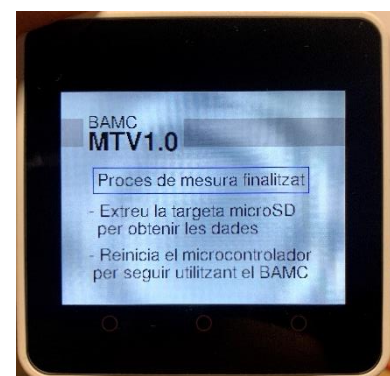 BAMC
MTV1.0
Proces de mesura finalitzat
- Extreu la targeta microSD
per obtenir les dades
- Reinicia el microcontrolador
per seguir utilitzant el BAMC